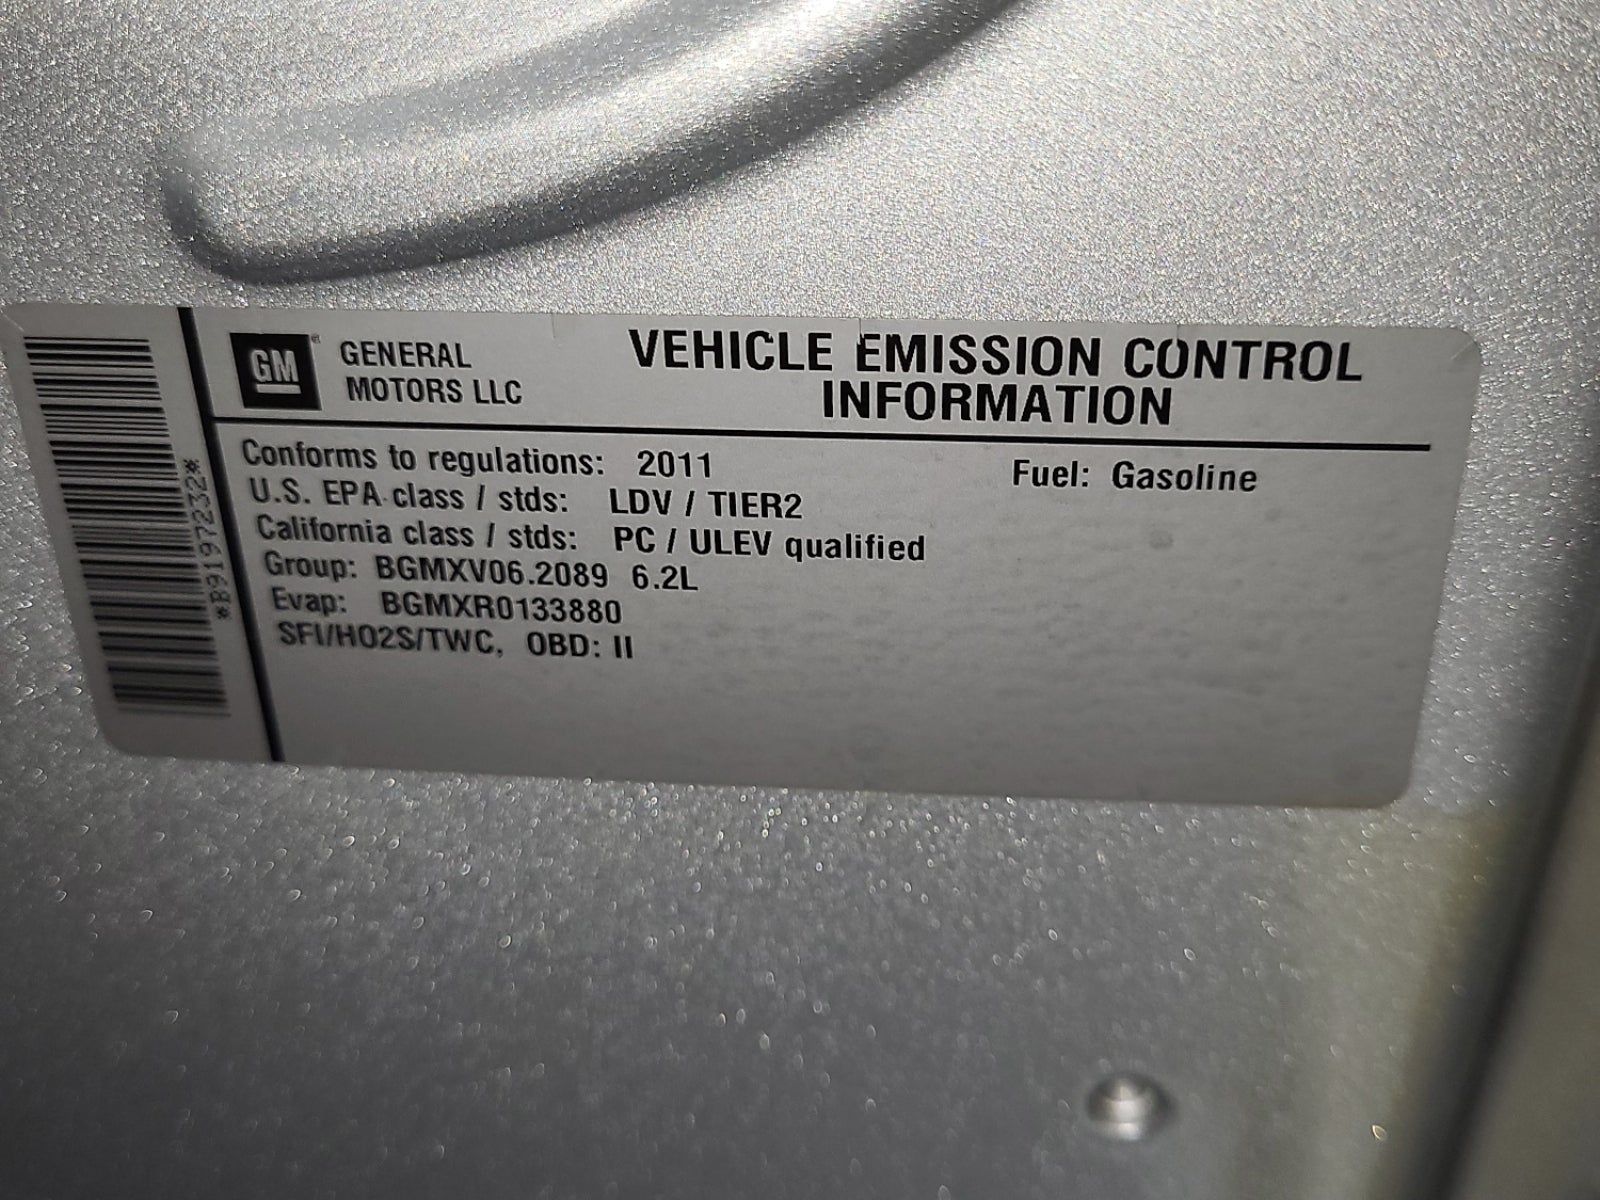 GM
GENERAL
MOTORS LLC
VEHICLE EMISSION CONTROL
INFORMATION
Conforms to regulations: 2011
Fuel: Gasoline
U.S. EPA class / stds: LDV / TIER2
California class / stds: PC / ULEV qualified
Group: BGMXV06.2089 6.2L
Evap: BGMXR0133880
SFI/HO2S/TWC, OBD: II
*B9197232*